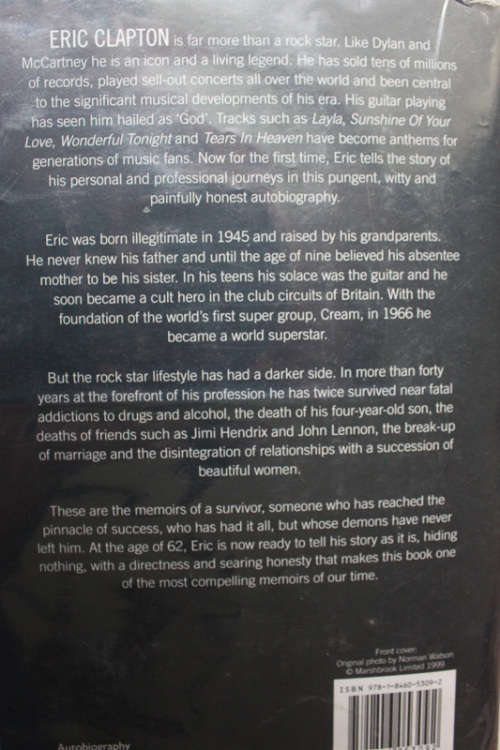 ERIC CLAPTON is far more than a rock star. Like Dylan and
McCartney he is an icon and a living legend. He has sold tens of millions
of records, played sell-out concerts all over the world and been central
to the significant musical developments of his era. His guitar playing
has seen him hailed as 'God'. Tracks such as Layla, Sunshine Of Your
Love, Wonderful Tonight and Tears In Heaven have become anthems for
generations of music fans. Now for the first time, Eric tells the story of
his personal and professional journeys in this pungent, witty and
painfully honest autobiography.
Eric was born illegitimate in 1945 and raised by his grandparents.
He never knew his father and until the age of nine believed his absentee
mother to be his sister. In his teens his solace was the guitar and he
soon became a cult hero in the club circuits of Britain. With the
foundation of the world's first super group, Cream, in 1966 he
became a world superstar.
But the rock star lifestyle has had a darker side. In more than forty
years at the forefront of his profession he has twice survived near fatal
addictions to drugs and alcohol, the death of his four-year-old son, the
deaths of friends such as Jimi Hendrix and John Lennon, the break-up
of marriage and the disintegration of relationships with a succession of
beautiful women.
These are the memoirs of a survivor, someone who has reached the
pinnacle of success, who has had it all, but whose demons have never
left him. At the age of 62, Eric is now ready to tell his story as it is, hiding
nothing, with a directness and searing honesty that makes this book one
of the most compelling memoirs of our time.
Front cover:
Original photo by Norman Watson
© Marshbrook Limited 1999
ISBN 978-1-8460-5309-2
Autobiography